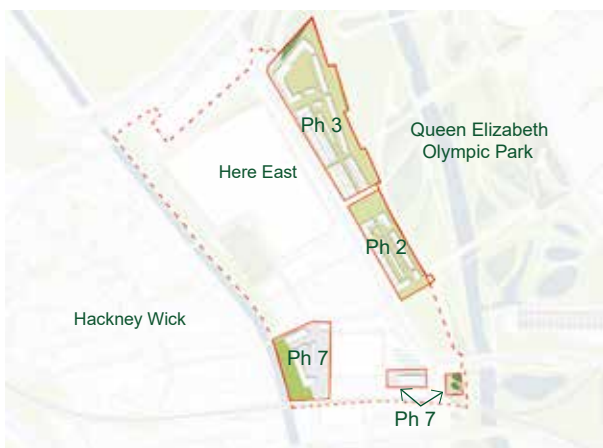 Ph 3
Queen Elizabeth
Olympic Park
Here East
Ph 2
Hackney Wick
Ph 7
Ph 7